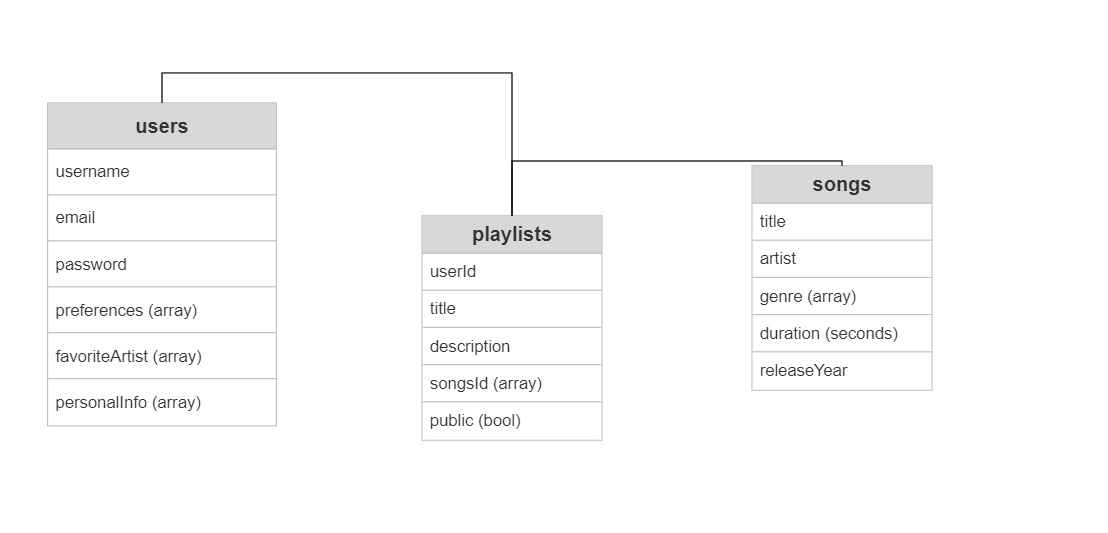 users
username
email
password
preferences (array)
favoriteArtist (array)
personalInfo (array)
playlists
userId
title
description
songsId (array)
public (bool)
songs
title
artist
genre (array)
duration (seconds)
releaseYear